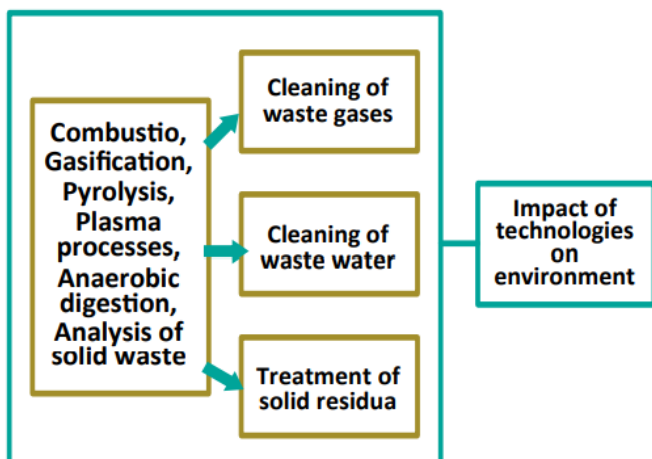 Combustio,
Gasification,
Pyrolysis,
Plasma
processes,
Anaerobic
digestion,
Analysis of
solid waste
Cleaning of
waste gases
Cleaning of
waste water
Treatment of
solid residua
Impact of
technologies
on
environment